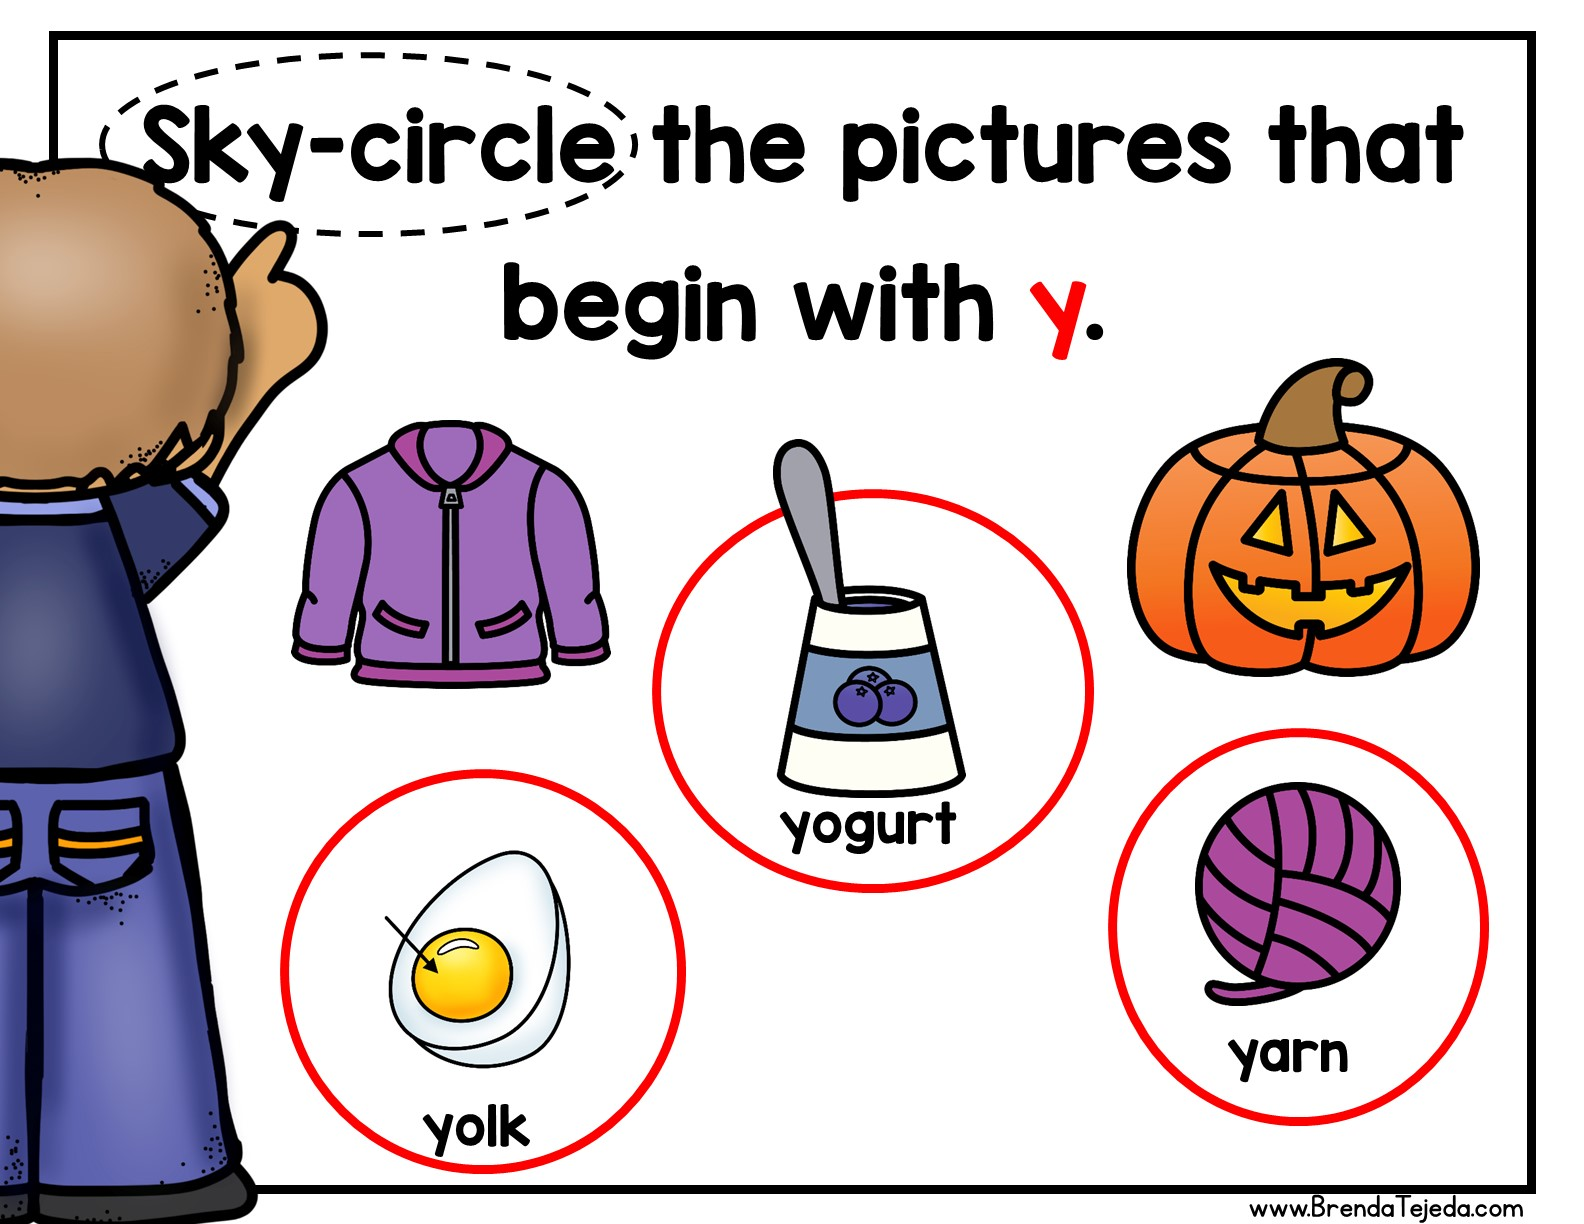 Sky-circle the pictures that
begin with y.
yogurt
yarn
yolk
www.BrendaTejeda.com